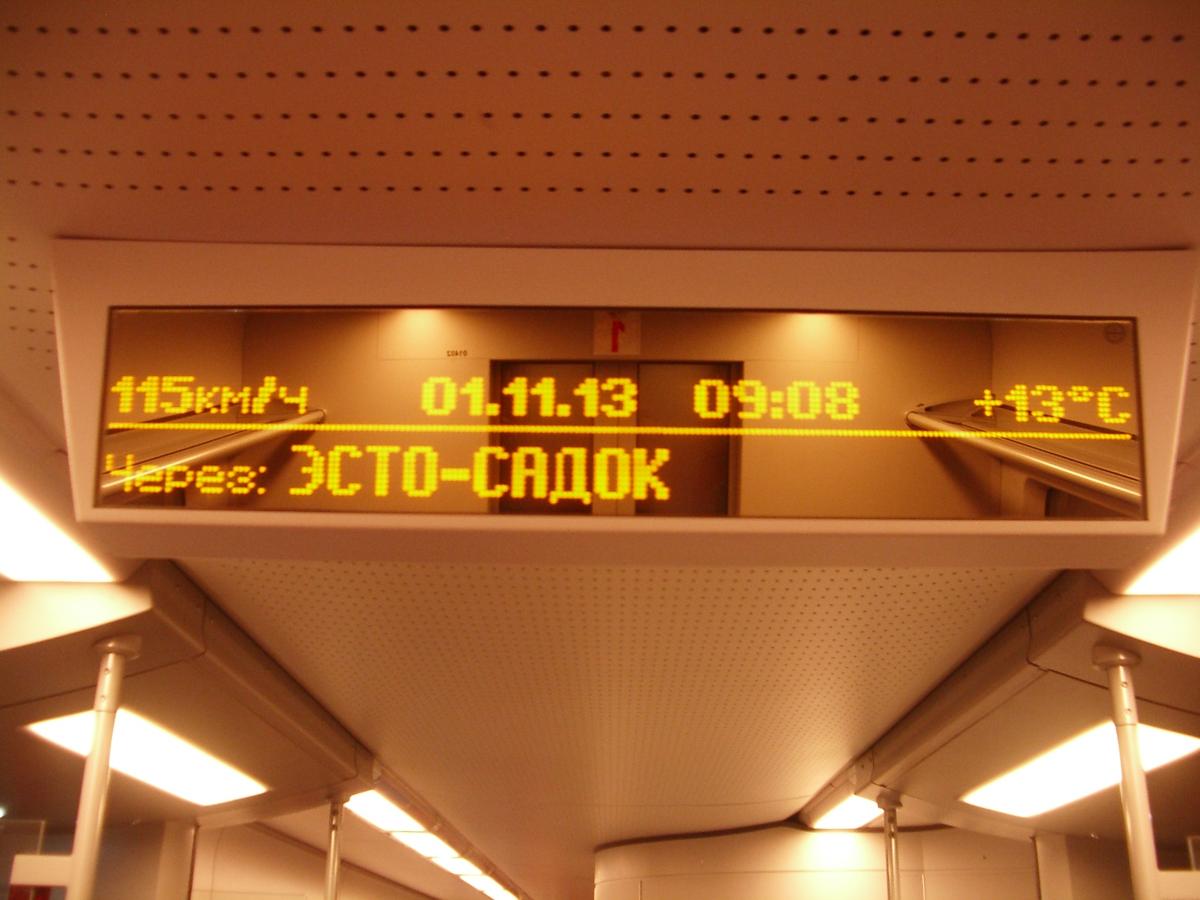 115км/ч 01.11.13 09:08 +13°C
Через: ЭСТО-САДОК